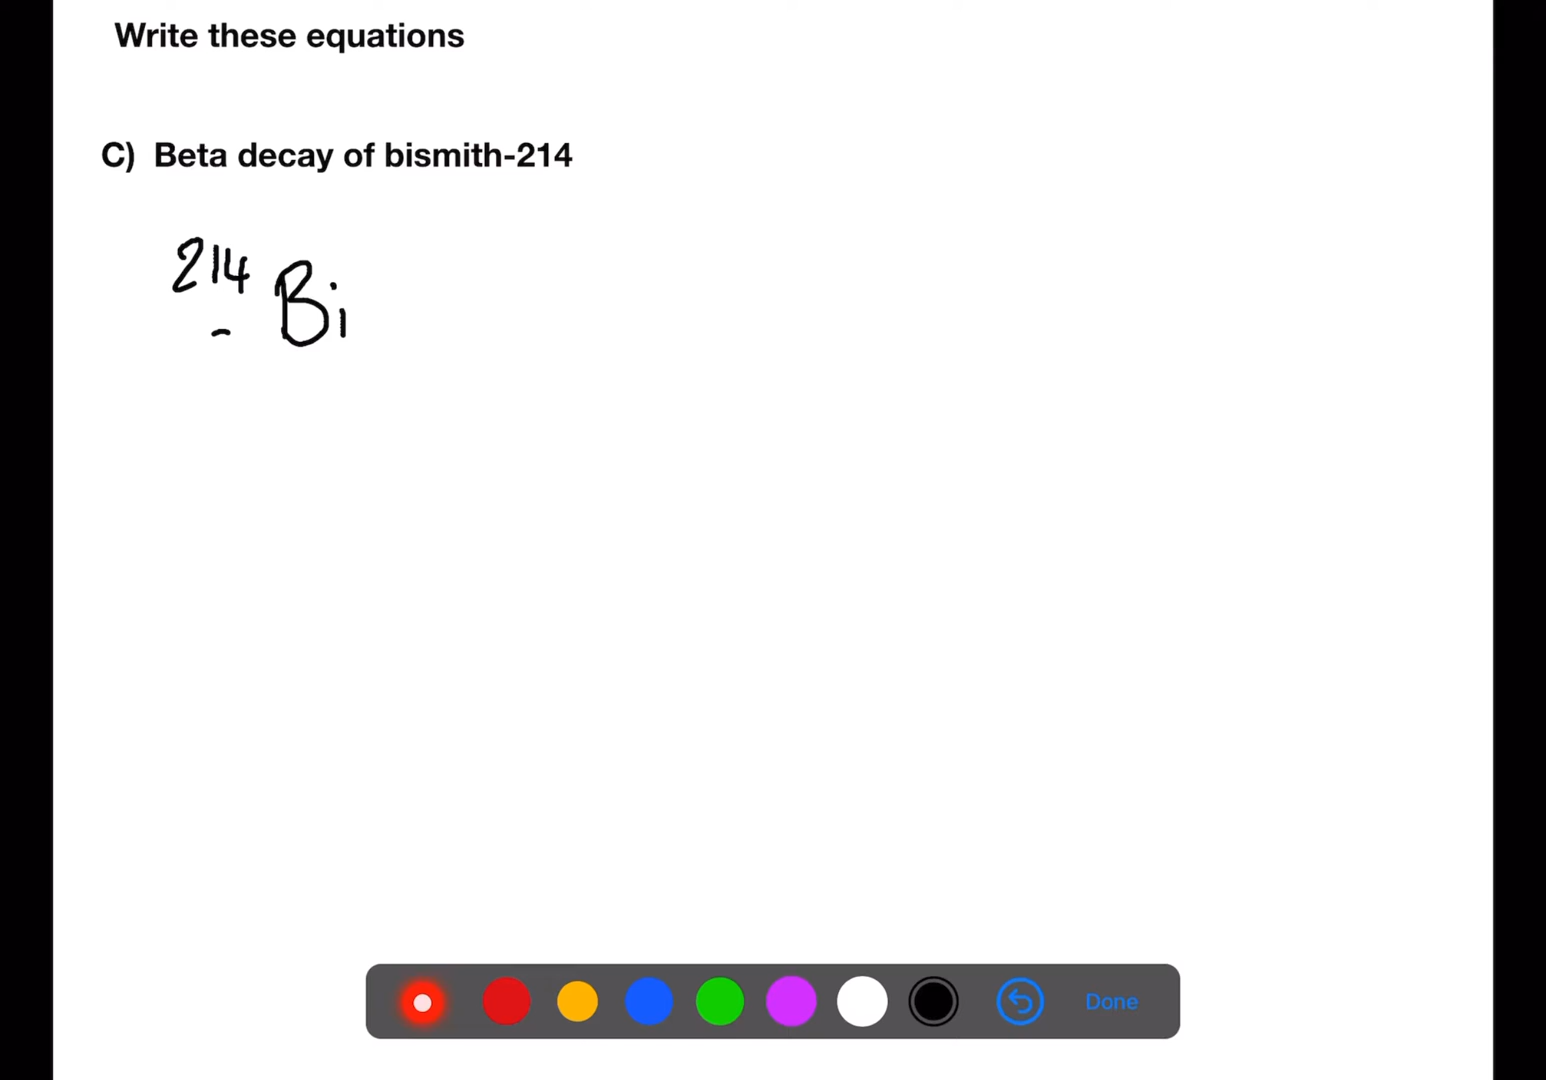 Write these equations
C) Beta decay of bismith-214
214
- Bi
Done